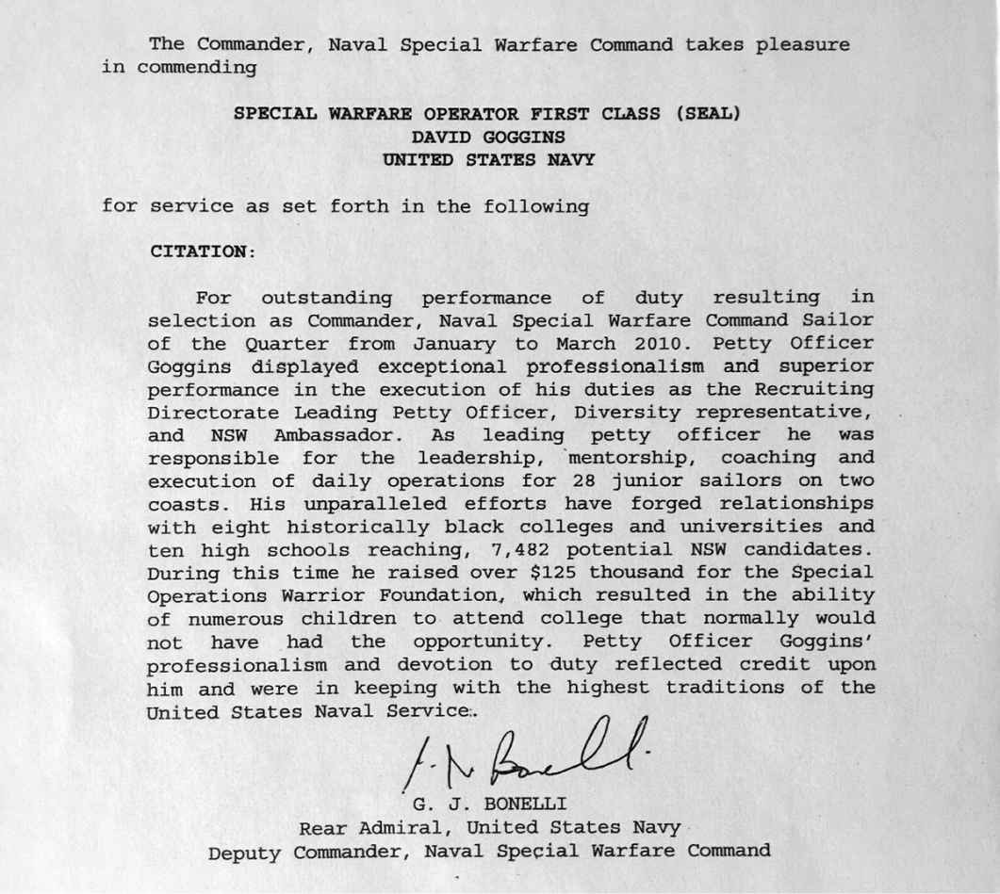 The Commander, Naval Special Warfare Command takes pleasure
in commending
SPECIAL WARFARE OPERATOR FIRST CLASS (SEAL)
DAVID GOGGINS
UNITED STATES NAVY
for service as set forth in the following
CITATION:
For outstanding performance of duty resulting in
selection as Commander, Naval Special Warfare Command Sailor
of the Quarter from January to March 2010. Petty Officer
Goggins displayed exceptional professionalism and superior
performance in the execution of his duties as the Recruiting
Directorate Leading Petty Officer, Diversity representative,
and NSW Ambassador. As leading petty officer he was
responsible for the leadership, mentorship, coaching and
execution of daily operations for 28 junior sailors on two
coasts. His unparalleled efforts have forged relationships
with eight historically black colleges and universities and
ten high schools reaching, 7,482 potential NSW candidates.
During this time he raised over $125 thousand for the Special
Operations Warrior Foundation, which resulted in the ability
of numerous children to attend college that normally would
not have had the opportunity. Petty Officer Goggins'
professionalism and devotion to duty reflected credit upon
him and were in keeping with the highest traditions of the
United States Naval Service.
G. J. BONELLI
Rear Admiral, United States Navy
Deputy Commander, Naval Special Warfare Command